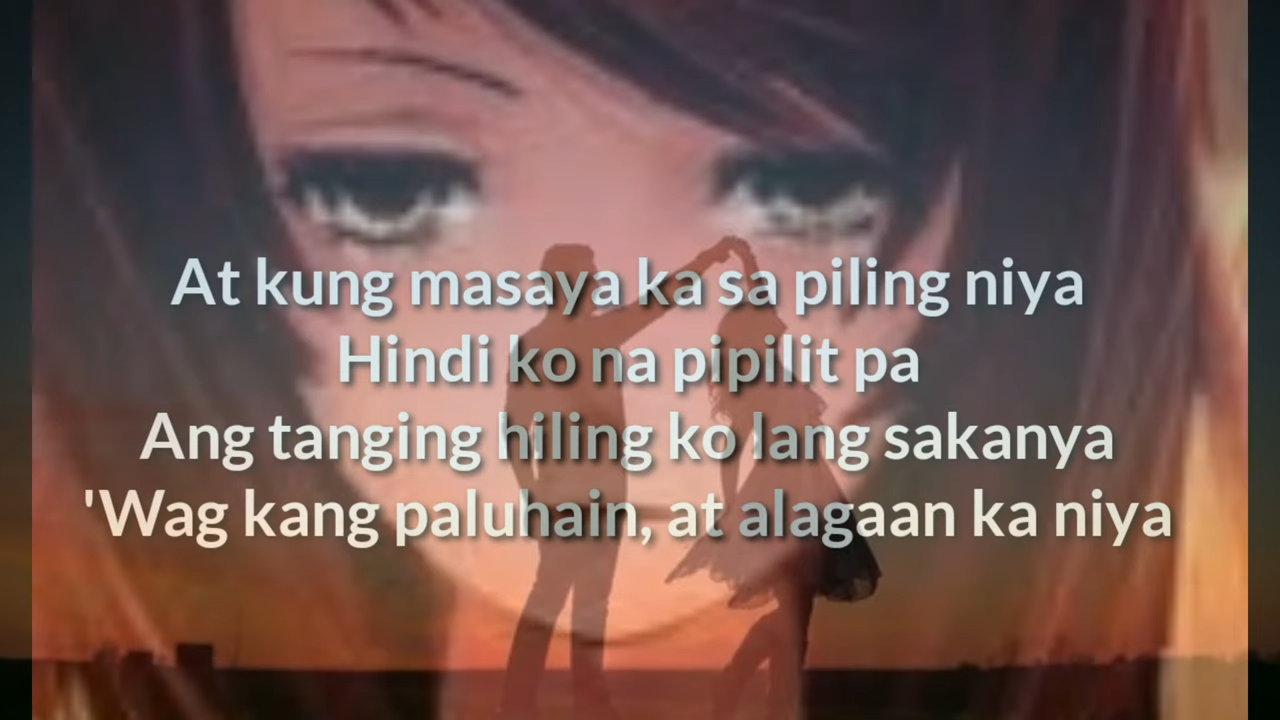 At kung masaya ka sa piling niya
Hindi ko na pipilit pa
Ang tanging hiling ko lang sakanya
'Wag kang paluhain, at alagaan ka niya